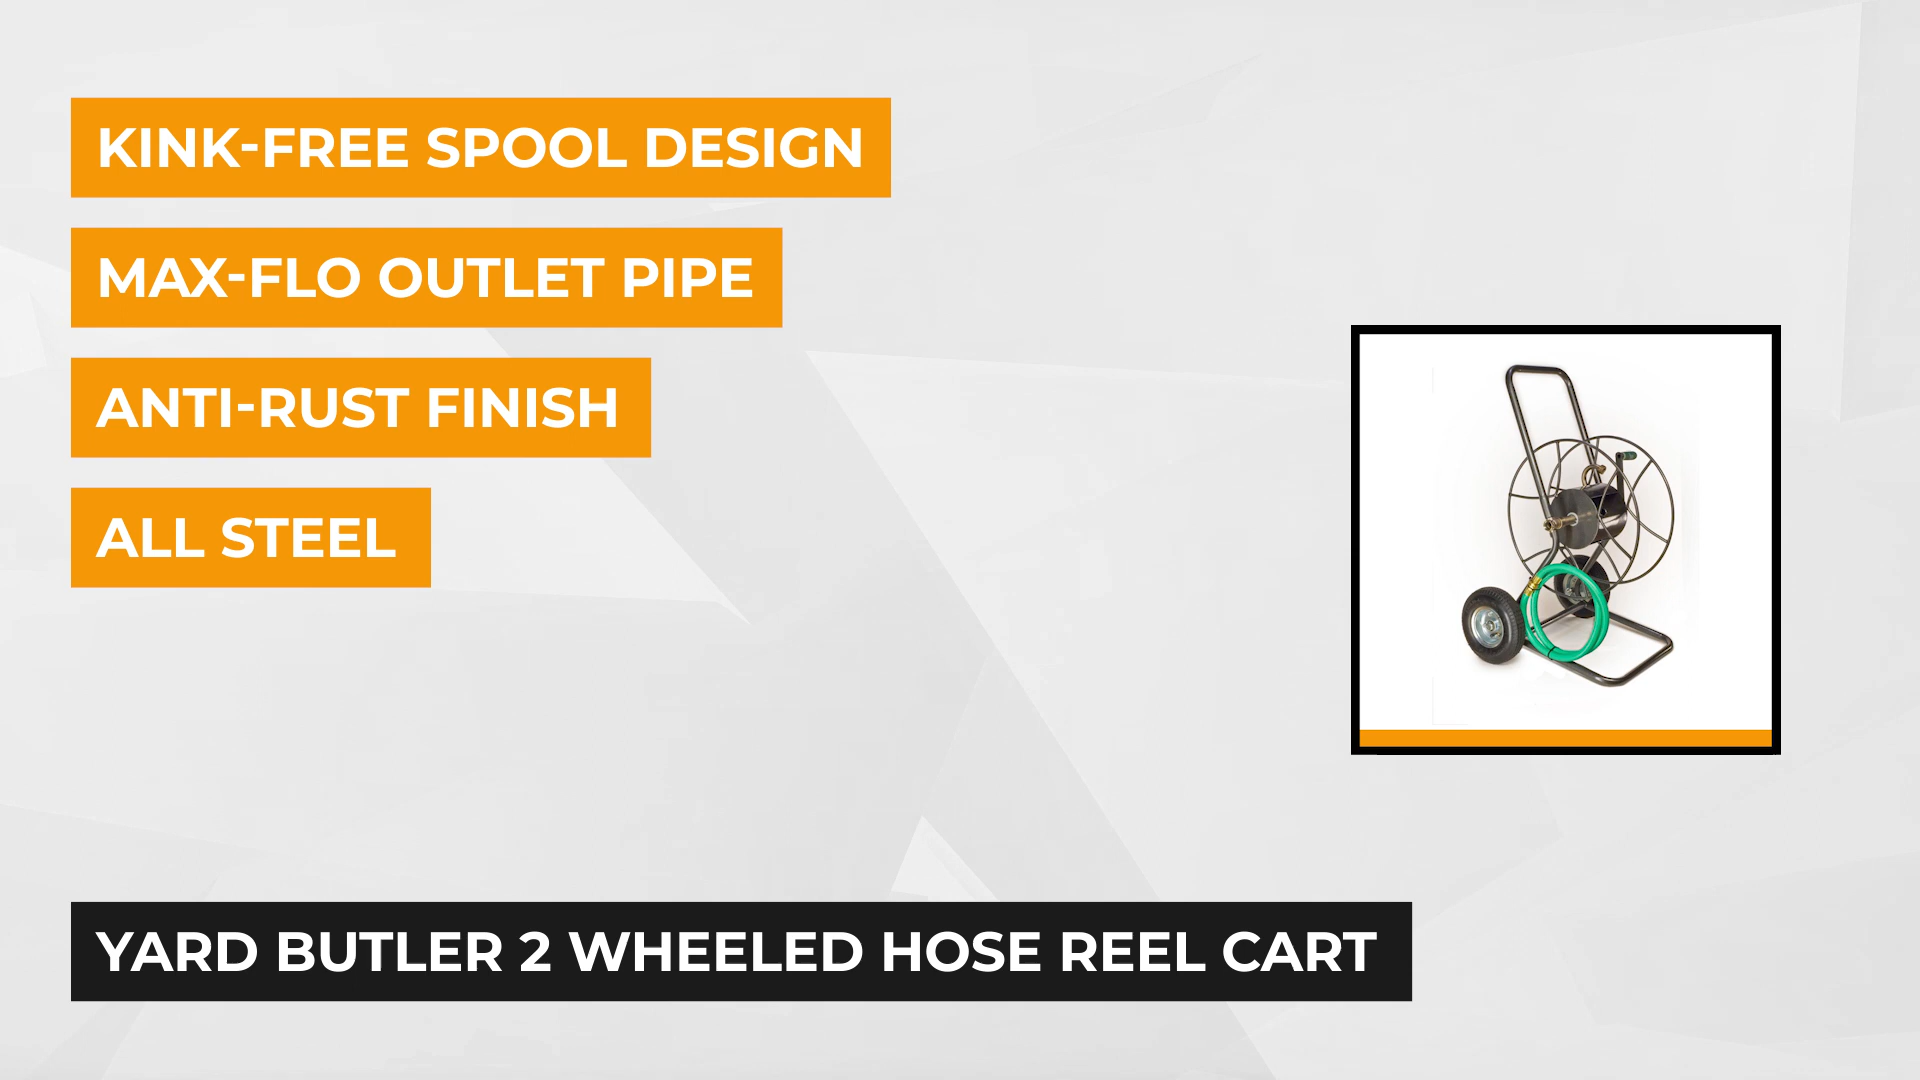 KINK-FREE SPOOL DESIGN
MAX-FLO OUTLET PIPE
ANTI-RUST FINISH
ALL STEEL
YARD BUTLER 2 WHEELED HOSE REEL CART